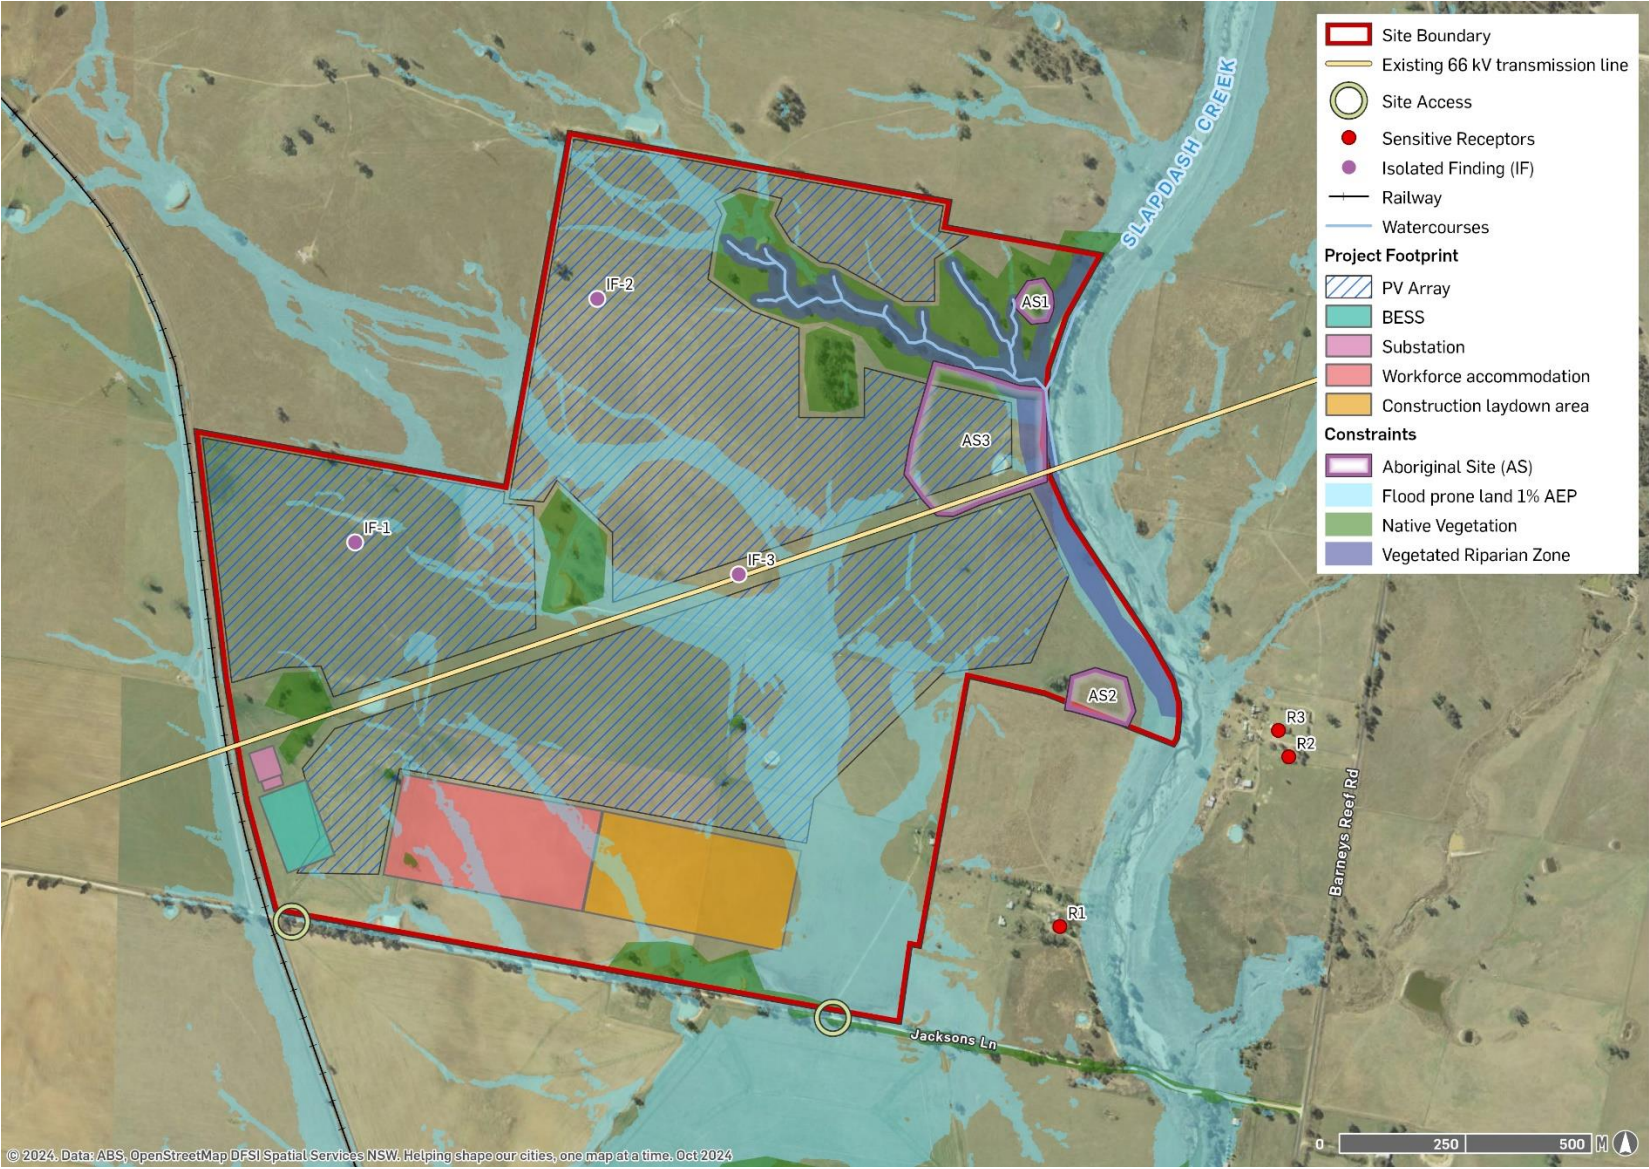 Site Boundary
Existing 66 kV transmission line
Site Access
Sensitive Receptors
Isolated Finding (IF)
Railway
Watercourses
Project Footprint
PV Array
BESS
Substation
Workforce accommodation
Construction laydown area
Constraints
Aboriginal Site (AS)
Flood prone land 1% AEP
Native Vegetation
Vegetated Riparian Zone
SLAPDASH CREEK
IF-2
AS1
AS3
IF-1
IF-3
AS2
R3
R2
Barneys Reef Rd
R1
Jacksons Ln
0 250 500 M
© 2024. Data: ABS, OpenStreetMap DFSI Spatial Services NSW. Helping shape our cities, one map at a time. Oct 2024